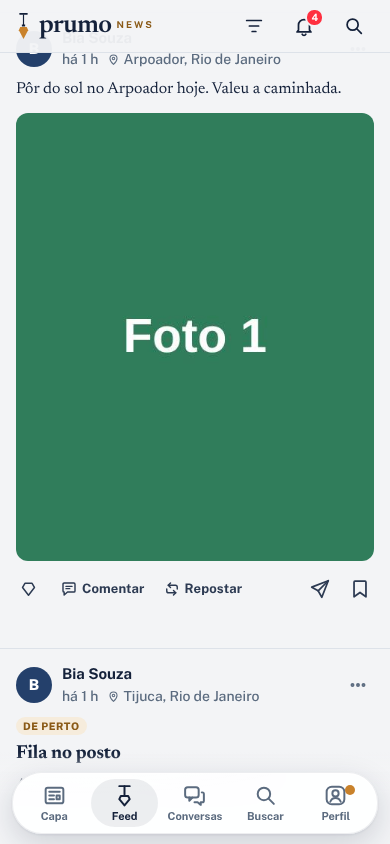 prumo NEWS
4
B
Bia Souza
há 1 h Arpoador, Rio de Janeiro
Pôr do sol no Arpoador hoje. Valeu a caminhada.
Foto 1
Comentar Repostar
B
Bia Souza
há 1 h Tijuca, Rio de Janeiro
DE PERTO
Fila no posto
Capa Feed Conversas Buscar Perfil